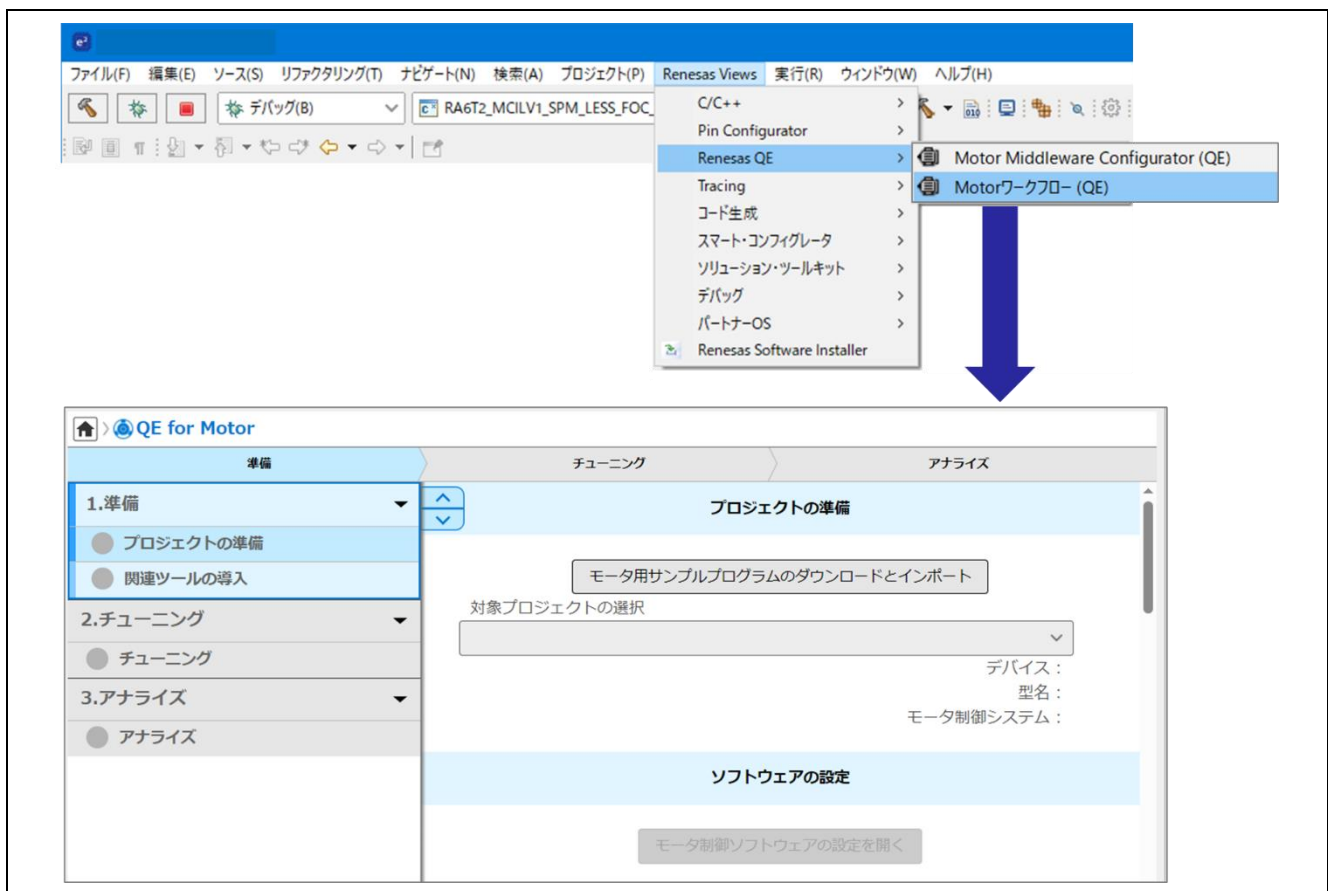 e²
ファイル(F) 編集(E) ソース(S) リファクタリング(T) ナビゲート(N) 検索(A) プロジェクト(P) Renesas Views 実行(R) ウィンドウ(W) ヘルプ(H)
デバッグ(B) RA6T2_MCILV1_SPM_LESS_FOC_
C/C++
Pin Configurator
Renesas QE
Tracing
コード生成
スマート・コンフィグレータ
ソリューション・ツールキット
デバッグ
パートナーOS
Renesas Software Installer
Motor Middleware Configurator (QE)
Motorワークフロー (QE)
QE for Motor
準備 チューニング アナライズ
1.準備
プロジェクトの準備
関連ツールの導入
2.チューニング
チューニング
3.アナライズ
アナライズ
プロジェクトの準備
モータ用サンプルプログラムのダウンロードとインポート
対象プロジェクトの選択
デバイス :
型名 :
モータ制御システム :
ソフトウェアの設定
モータ制御ソフトウェアの設定を開く